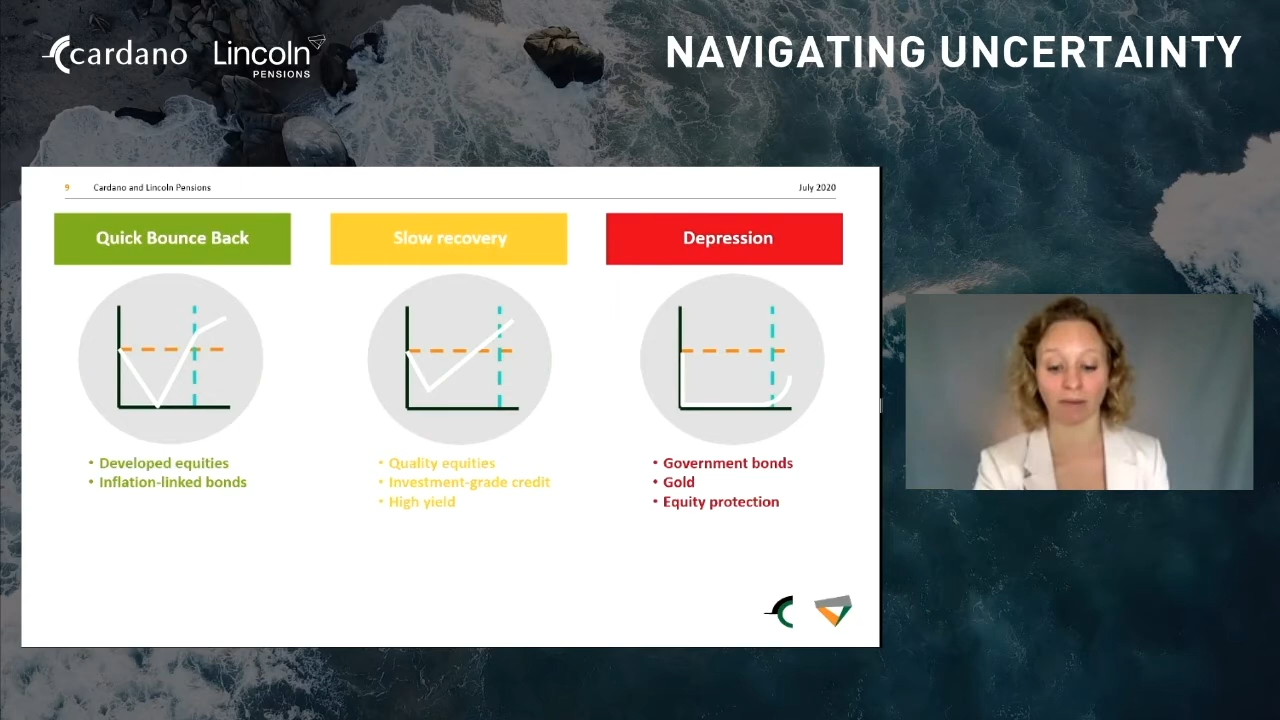 cardano
Lincoln
PENSIONS
NAVIGATING UNCERTAINTY
9 Cardano and Lincoln Pensions July 2020
Quick Bounce Back
Slow recovery
Depression
• Developed equities
• Inflation-linked bonds
• Quality equities
• Investment-grade credit
• High yield
• Government bonds
• Gold
• Equity protection